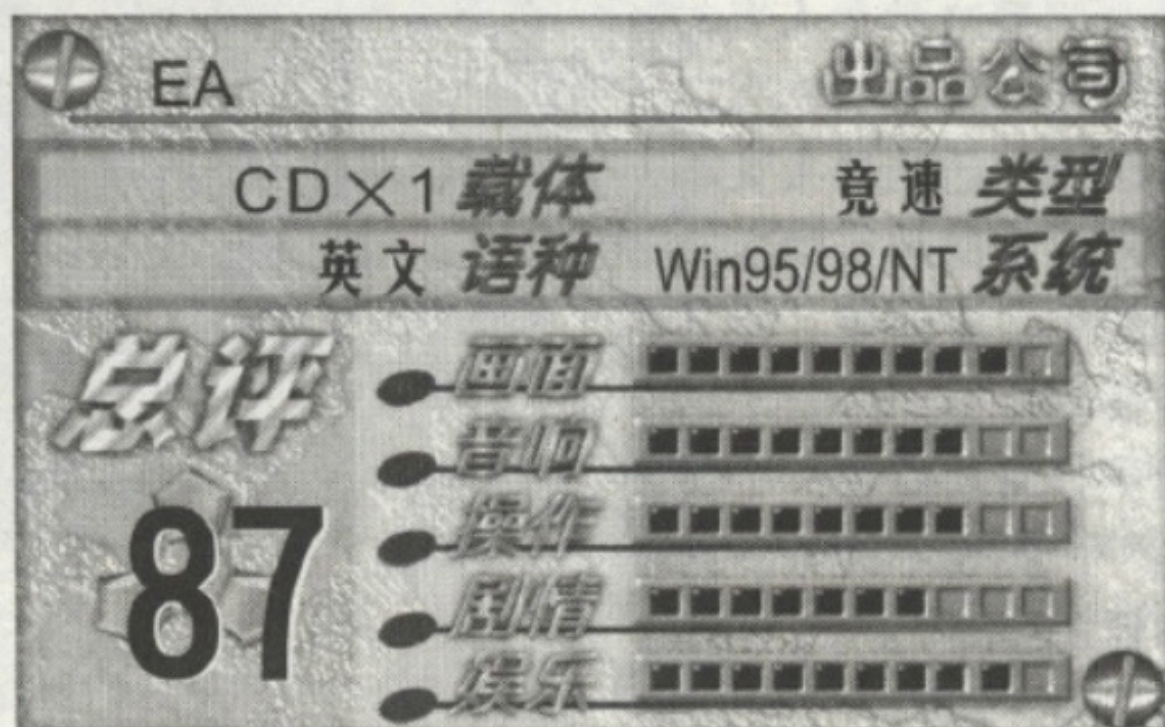 EA 出品公司
CD×1 载体 竞速 类型
英文 语种 Win95/98/NT 系统
总评
87
画面
音响
操作
剧情
娱乐